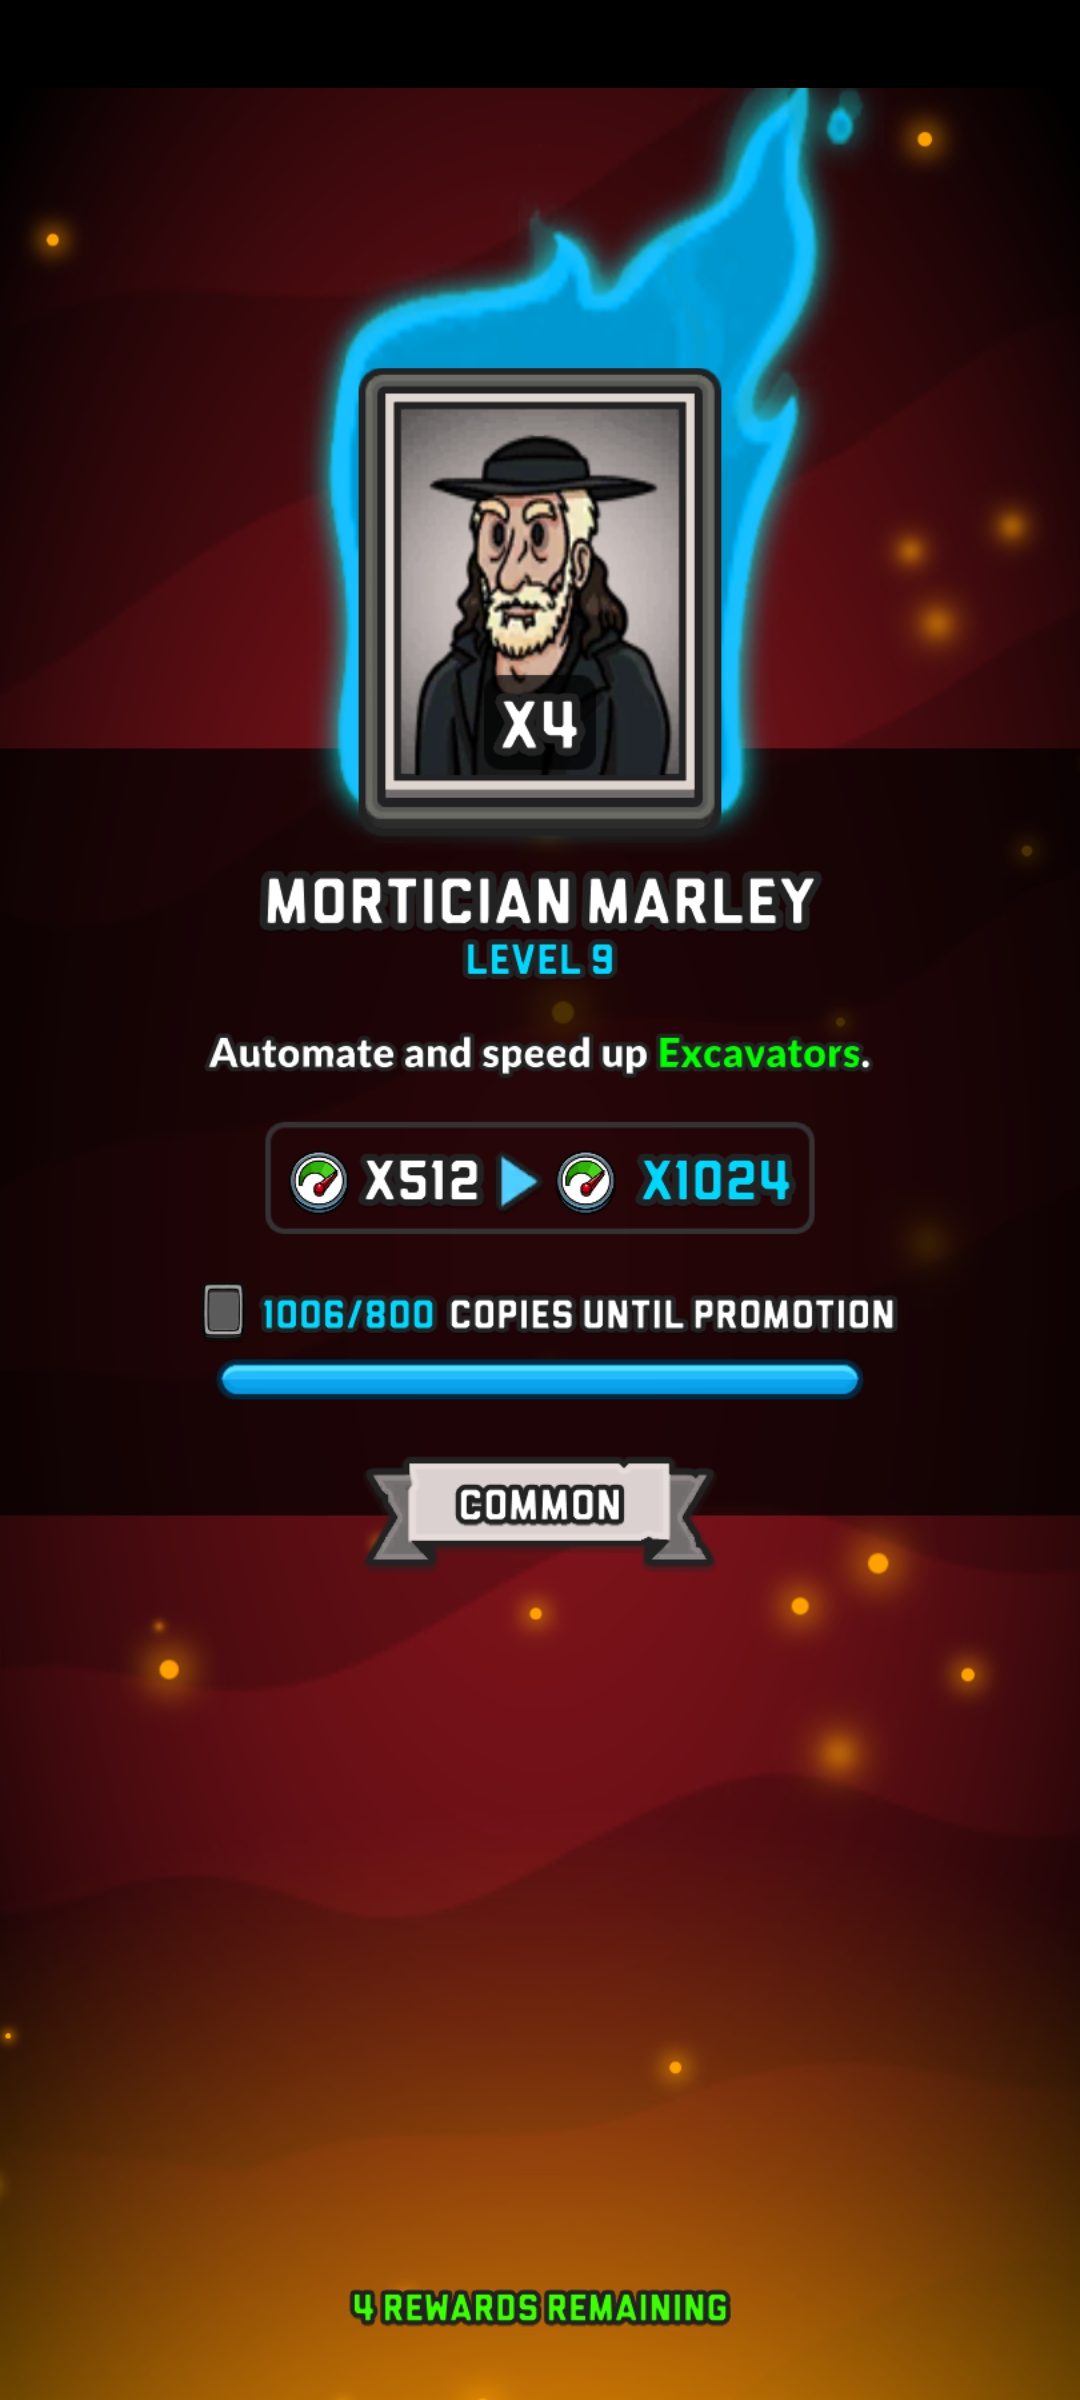 X4
MORTICIAN MARLEY
LEVEL 9
Automate and speed up Excavators.
X512 X1024
1006/800 COPIES UNTIL PROMOTION
COMMON
4 REWARDS REMAINING